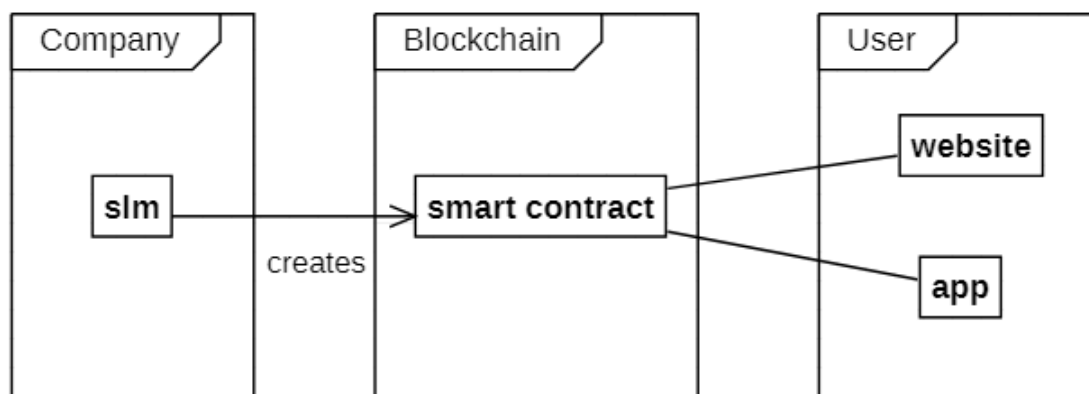 Company
Blockchain
User
website
slm
smart contract
creates
app